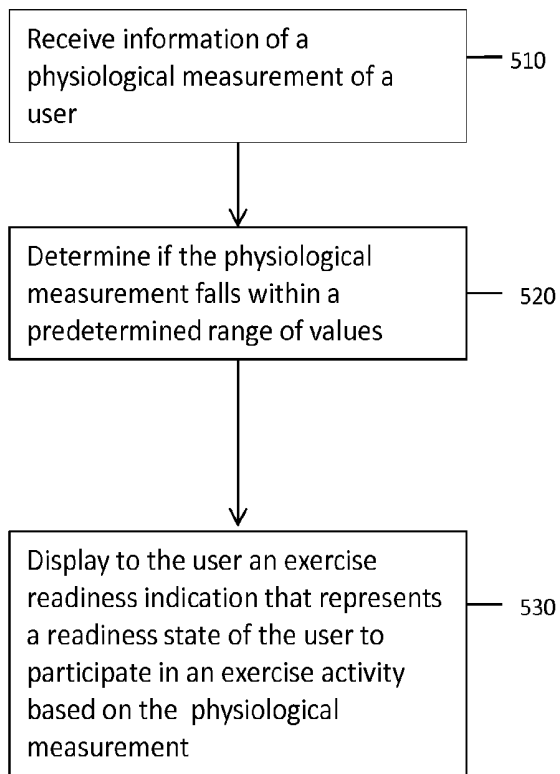 Receive information of a
physiological measurement of a
user
510
Determine if the physiological
measurement falls within a
predetermined range of values
520
Display to the user an exercise
readiness indication that represents
a readiness state of the user to
participate in an exercise activity
based on the physiological
measurement
530